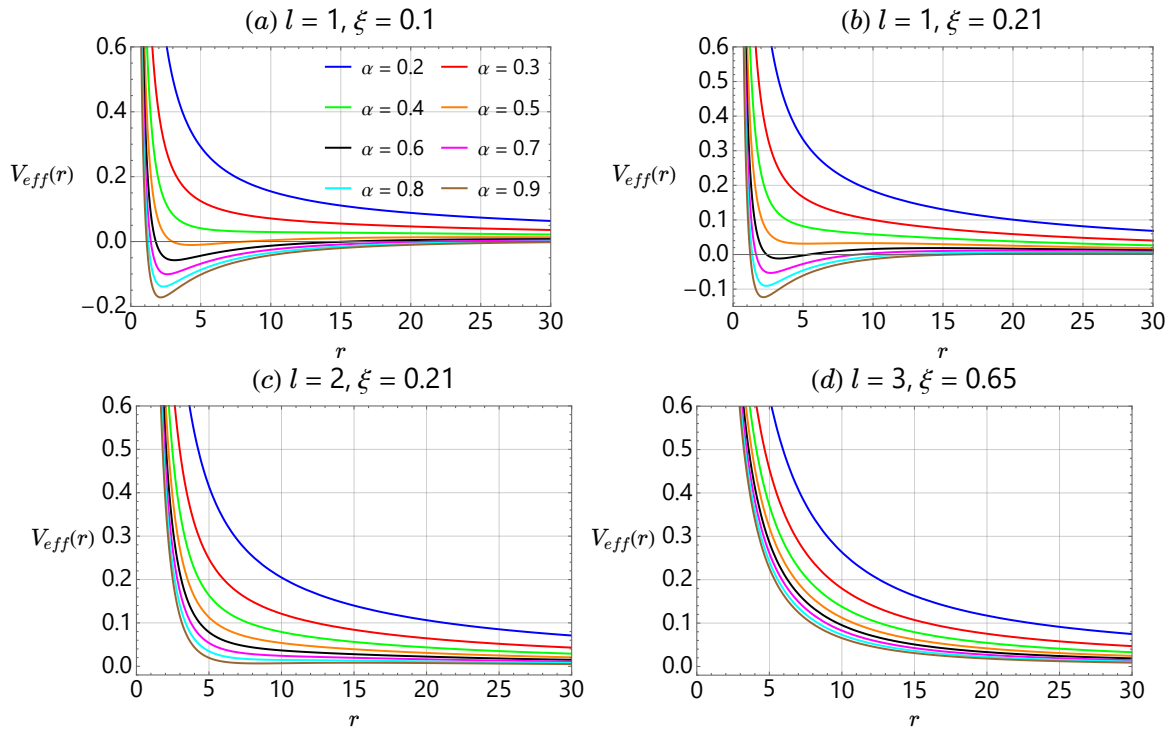 (a) l = 1, ξ = 0.1
0.6
0.4
0.2
0.0
−0.2
V_eff(r)
α = 0.2
α = 0.3
α = 0.4
α = 0.5
α = 0.6
α = 0.7
α = 0.8
α = 0.9
0 5 10 15 20 25 30
r
(b) l = 1, ξ = 0.21
0.6
0.5
0.4
0.3
0.2
0.1
0.0
−0.1
V_eff(r)
0 5 10 15 20 25 30
r
(c) l = 2, ξ = 0.21
0.6
0.5
0.4
0.3
0.2
0.1
0.0
V_eff(r)
0 5 10 15 20 25 30
r
(d) l = 3, ξ = 0.65
0.6
0.5
0.4
0.3
0.2
0.1
0.0
V_eff(r)
0 5 10 15 20 25 30
r